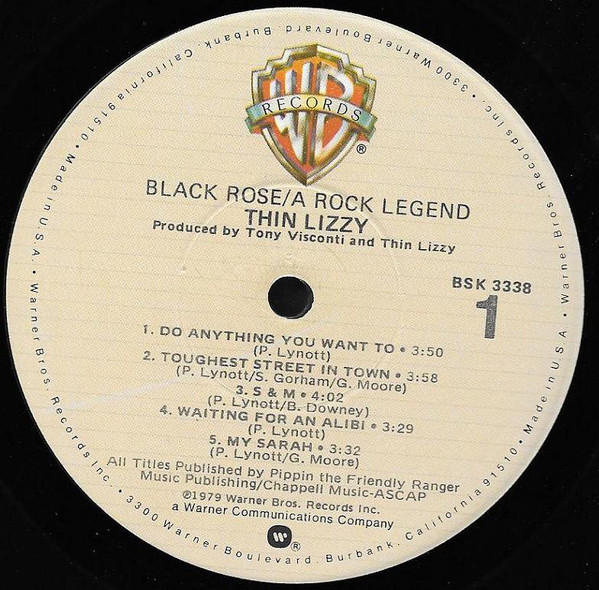 RECORDS
®
BLACK ROSE/A ROCK LEGEND
THIN LIZZY
Produced by Tony Visconti and Thin Lizzy
BSK 3338
1
1. DO ANYTHING YOU WANT TO • 3:50
(P. Lynott)
2. TOUGHEST STREET IN TOWN • 3:58
(P. Lynott/S. Gorham/G. Moore)
3. S & M • 4:02
(P. Lynott/B. Downey)
4. WAITING FOR AN ALIBI • 3:29
(P. Lynott)
5. MY SARAH • 3:32
(P. Lynott/G. Moore)
All Titles Published by Pippin the Friendly Ranger
Music Publishing/Chappell Music-ASCAP
℗1979 Warner Bros. Records Inc.
a Warner Communications Company
®
Warner Bros. Records Inc. • 3300 Warner Boulevard, Burbank, California 91510 • Made in U.S.A. • Warner Bros. Records Inc. • 3300 Warner Boulevard, Burbank, California 91510 • Made in U.S.A. •